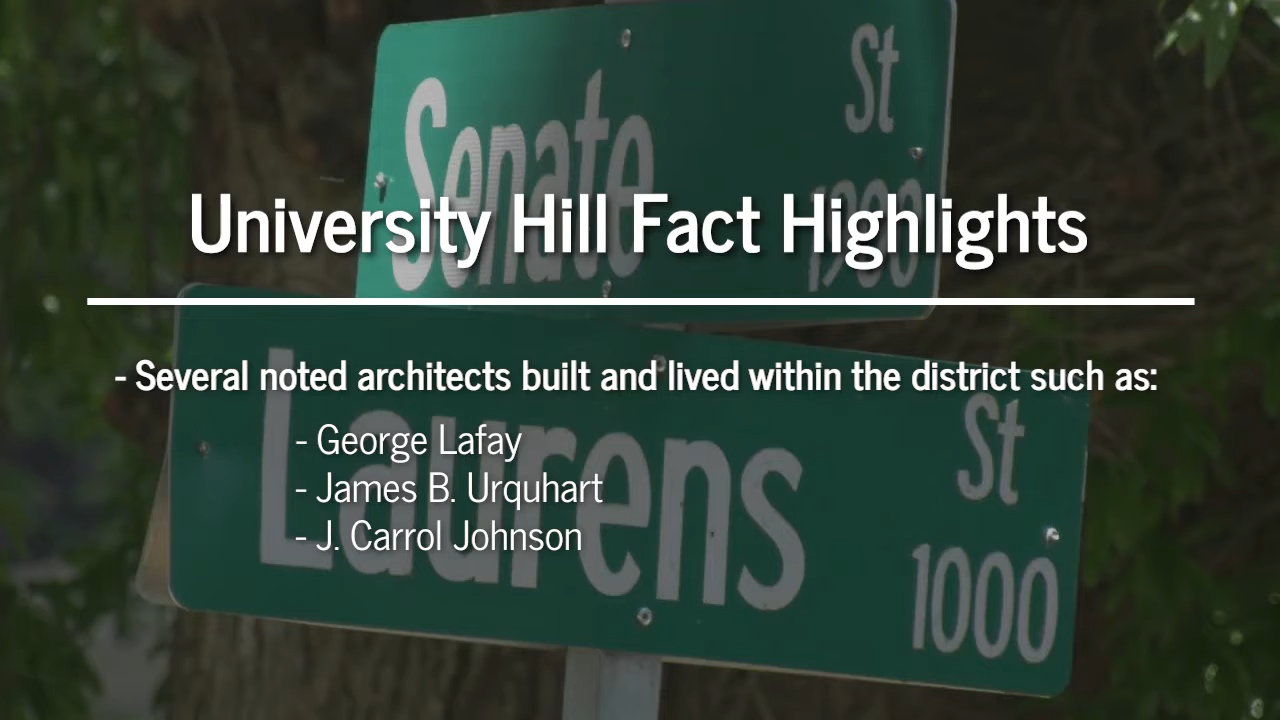 Senate St
University Hill Fact Highlights
- Several noted architects built and lived within the district such as:
- George Lafay
- James B. Urquhart
- J. Carrol Johnson
Laurens St
1000